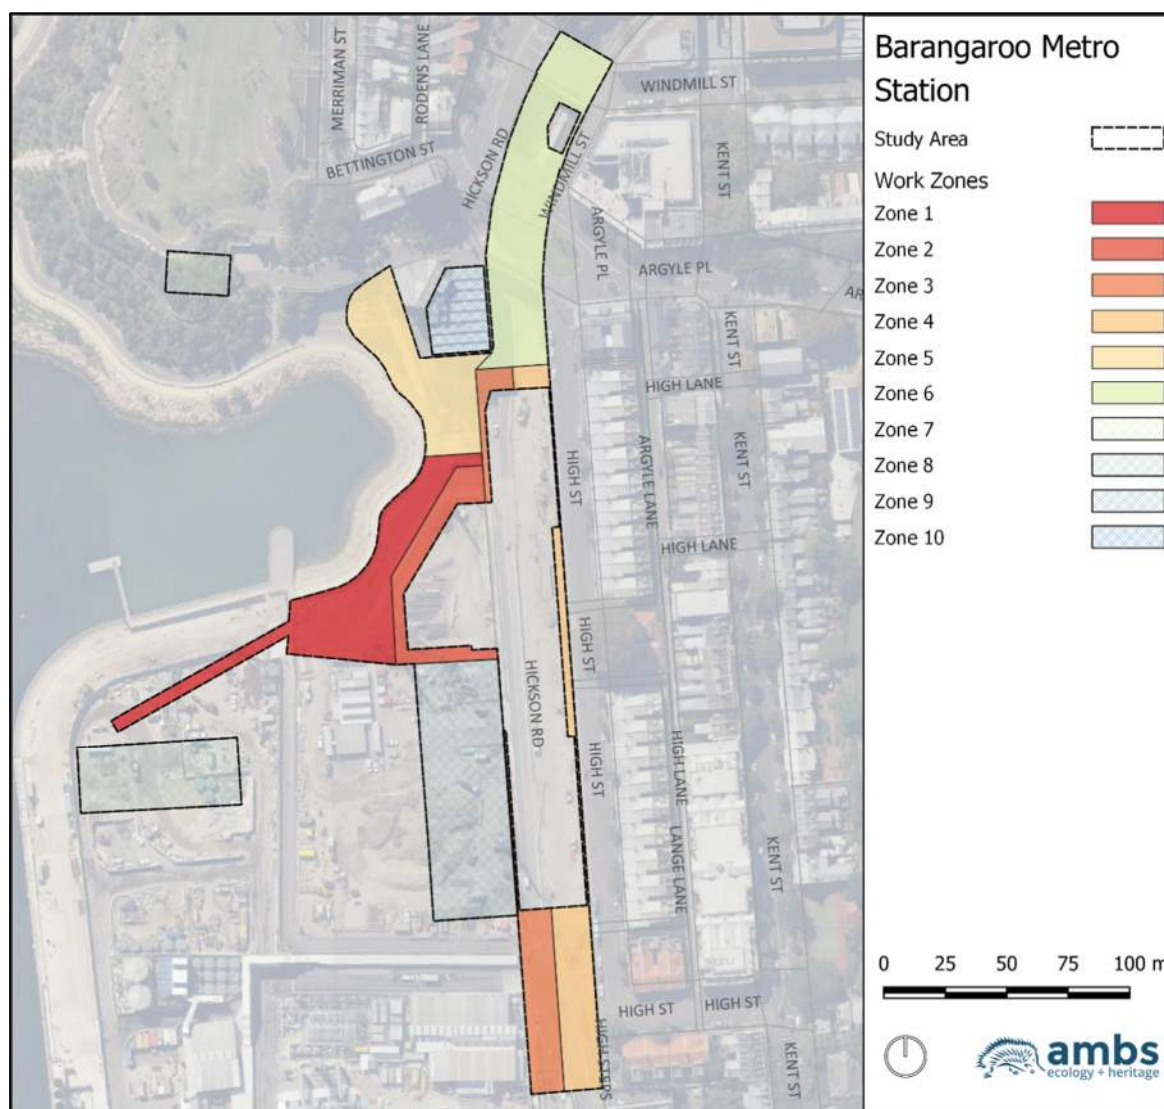 Barangaroo Metro
Station
Study Area
Work Zones
Zone 1
Zone 2
Zone 3
Zone 4
Zone 5
Zone 6
Zone 7
Zone 8
Zone 9
Zone 10
0 25 50 75 100 m
ambs
ecology + heritage
MERRIMAN ST
RODENS LANE
BETTINGTON ST
HICKSON RD
WINDMILL ST
WINDMILL ST
KENT ST
ARGYLE PL
ARGYLE PL
AR
KENT ST
HIGH LANE
HIGH ST
ARGYLE LANE
KENT ST
HIGH LANE
HIGH ST
HICKSON RD
HIGH ST
HIGH LANE
LANGE LANE
KENT ST
HIGH ST
HIGH ST
HIGH STEPS
KENT ST